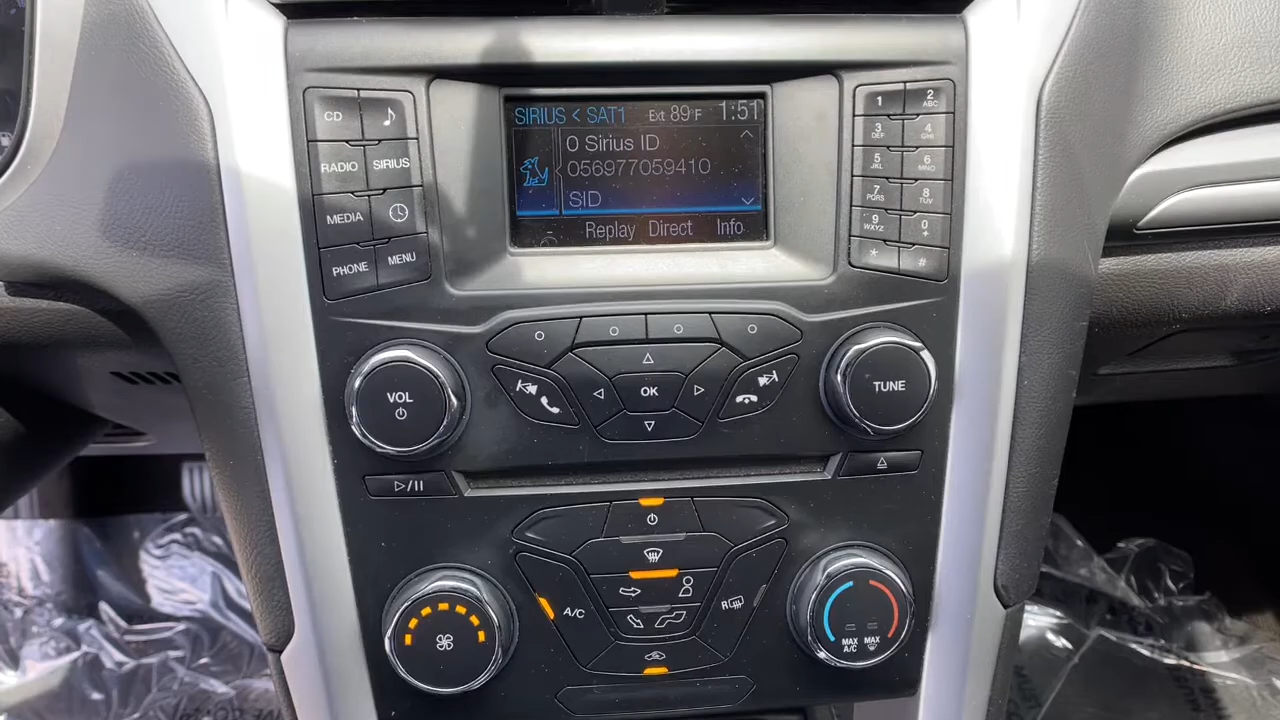 SIRIUS < SAT1 Ext 89°F 1:51
0 Sirius ID
056977059410
SID
Replay Direct Info
CD
RADIO SIRIUS
MEDIA
PHONE MENU
1 2 ABC
3 DEF 4 GHI
5 JKL 6 MNO
7 PQRS 8 TUV
9 WXYZ 0 +
* #
VOL
OK
TUNE
A/C
R
MAX A/C
MAX